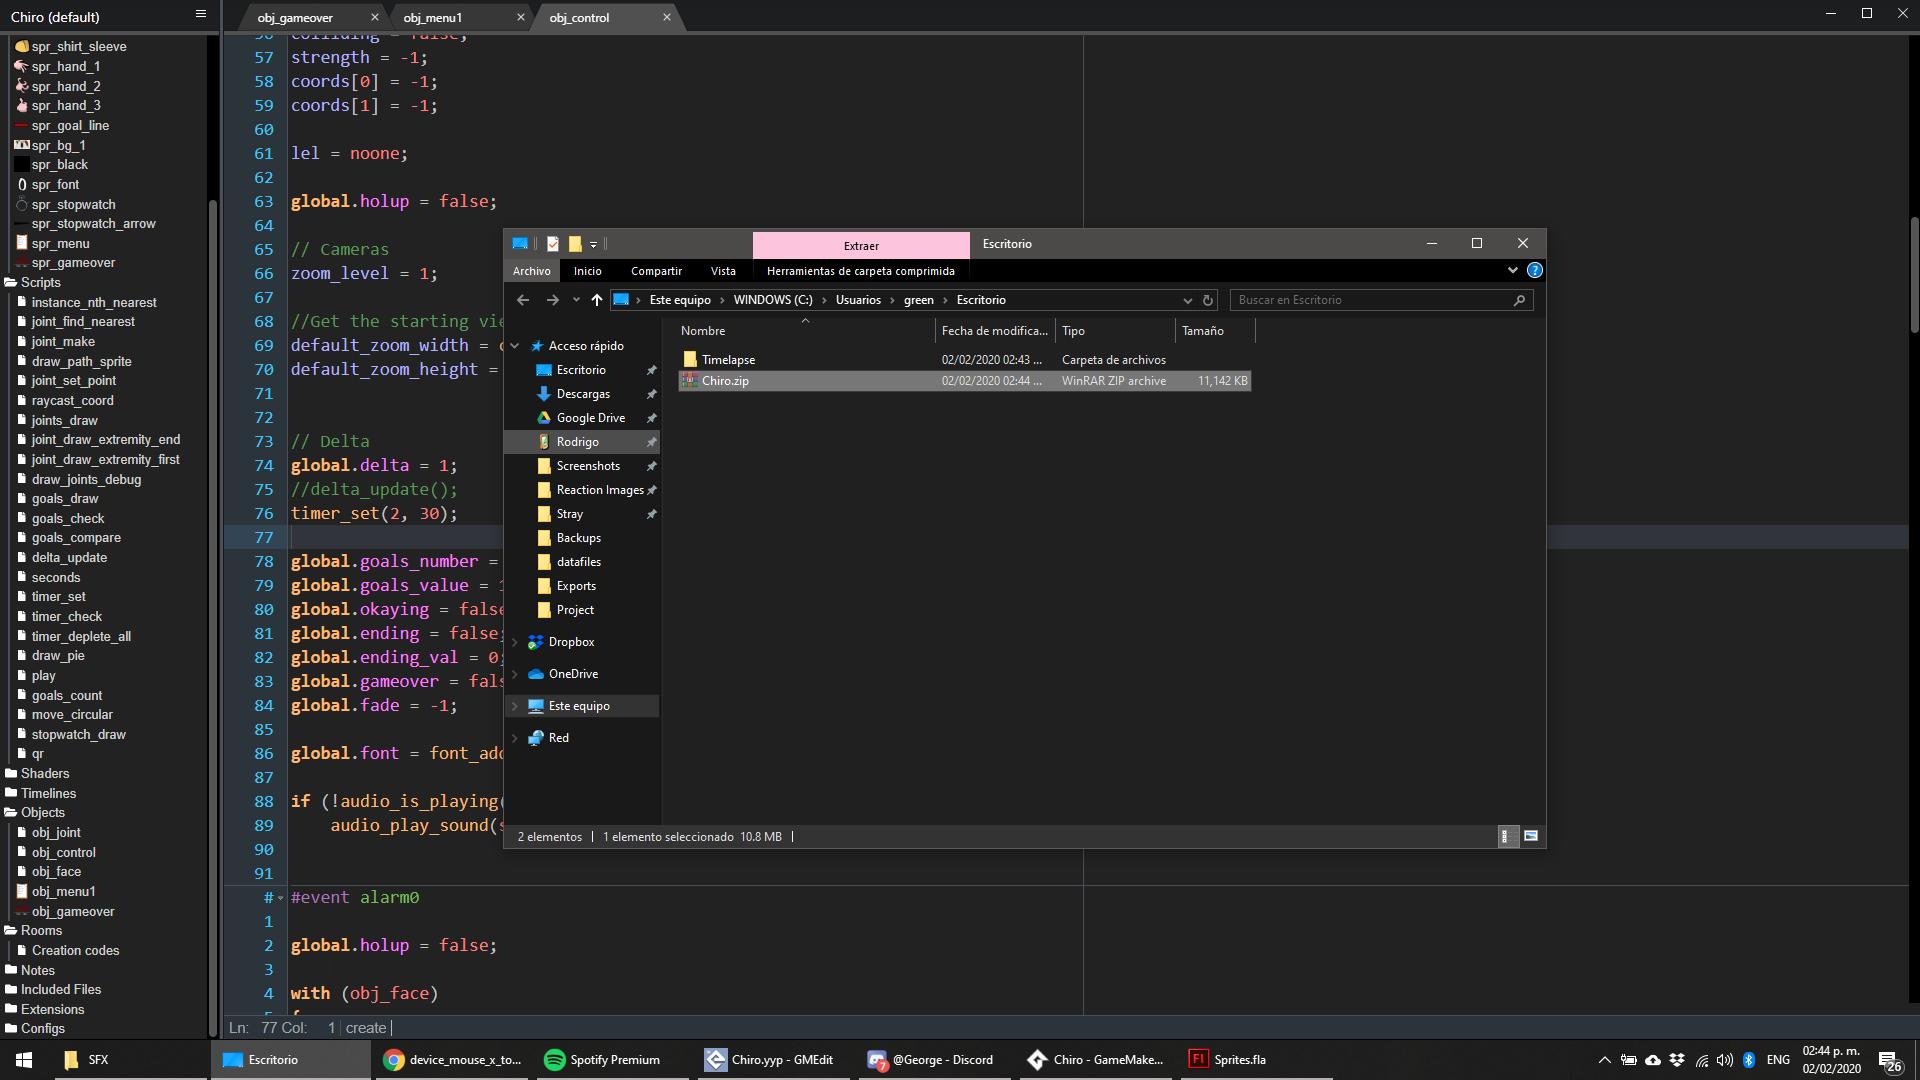 Chiro (default)
obj_gameover
obj_menu1
obj_control
spr_shirt_sleeve
spr_hand_1
spr_hand_2
spr_hand_3
spr_goal_line
spr_bg_1
spr_black
spr_font
spr_stopwatch
spr_stopwatch_arrow
spr_menu
spr_gameover
Scripts
instance_nth_nearest
joint_find_nearest
joint_make
draw_path_sprite
joint_set_point
raycast_coord
joints_draw
joint_draw_extremity_end
joint_draw_extremity_first
draw_joints_debug
goals_draw
goals_check
goals_compare
delta_update
seconds
timer_set
timer_check
timer_deplete_all
draw_pie
play
goals_count
move_circular
stopwatch_draw
qr
Shaders
Timelines
Objects
obj_joint
obj_control
obj_face
obj_menu1
obj_gameover
Rooms
Creation codes
Notes
Included Files
Extensions
Configs
56 colliding = false;
57 strength = -1;
58 coords[0] = -1;
59 coords[1] = -1;
60
61 lel = noone;
62
63 global.holup = false;
64
65 // Cameras
66 zoom_level = 1;
67
68 //Get the starting vie
69 default_zoom_width =
70 default_zoom_height =
71
72
73 // Delta
74 global.delta = 1;
75 //delta_update();
76 timer_set(2, 30);
77
78 global.goals_number =
79 global.goals_value =
80 global.okaying = false
81 global.ending = false;
82 global.ending_val = 0;
83 global.gameover = fals
84 global.fade = -1;
85
86 global.font = font_add
87
88 if (!audio_is_playing(
89 audio_play_sound(s
90
91
# #event alarm0
1
2 global.holup = false;
3
4 with (obj_face)
5 {
Ln: 77 Col: 1 create
Extraer
Escritorio
Archivo
Inicio
Compartir
Vista
Herramientas de carpeta comprimida
Este equipo
WINDOWS (C:)
Usuarios
green
Escritorio
Buscar en Escritorio
Nombre
Fecha de modifica...
Tipo
Tamaño
Timelapse
02/02/2020 02:43 ...
Carpeta de archivos
Chiro.zip
02/02/2020 02:44 ...
WinRAR ZIP archive
11,142 KB
Acceso rápido
Escritorio
Descargas
Google Drive
Rodrigo
Screenshots
Reaction Images
Stray
Backups
datafiles
Exports
Project
Dropbox
OneDrive
Este equipo
Red
2 elementos
1 elemento seleccionado 10.8 MB
SFX
Escritorio
device_mouse_x_to...
Spotify Premium
Chiro.yyp - GMEdit
7
@George - Discord
Chiro - GameMake...
Fl
Sprites.fla
ENG
02:44 p. m.
02/02/2020
26